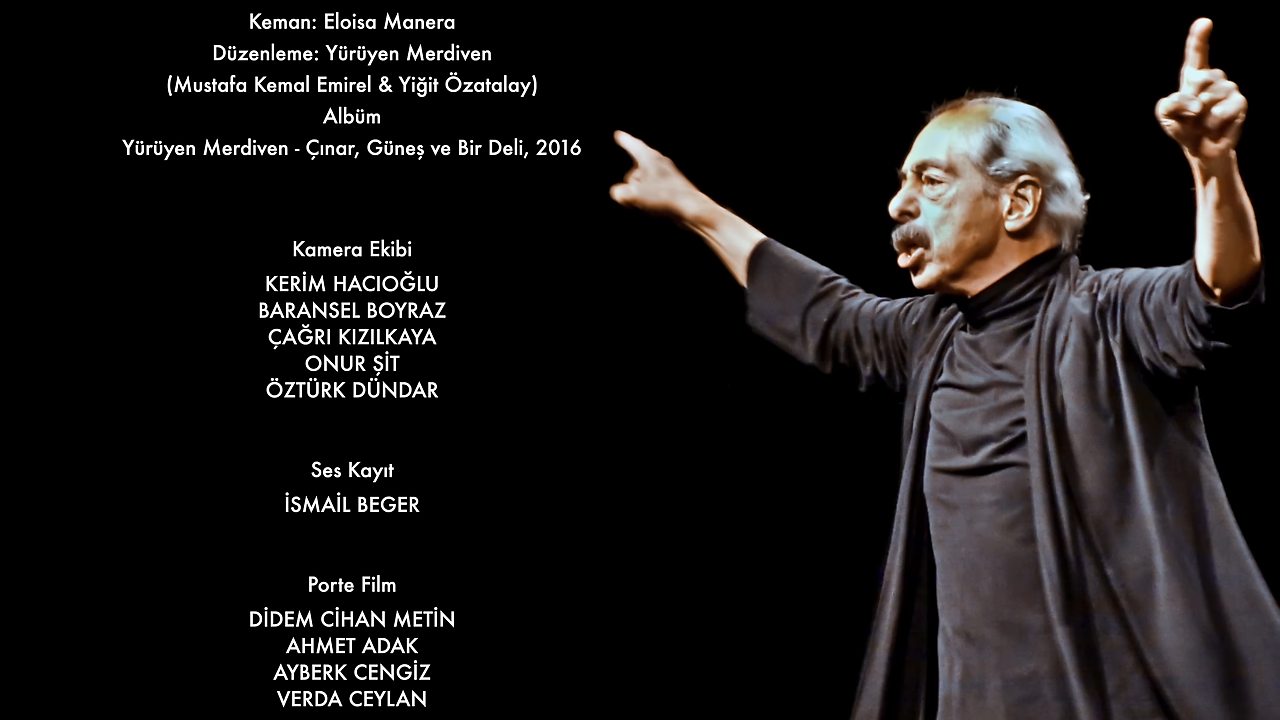 Keman: Eloisa Manera
Düzenleme: Yürüyen Merdiven
(Mustafa Kemal Emirel & Yiğit Özatalay)
Albüm
Yürüyen Merdiven - Çınar, Güneş ve Bir Deli, 2016
Kamera Ekibi
KERİM HACIOĞLU
BARANSEL BOYRAZ
ÇAĞRI KIZILKAYA
ONUR ŞİT
ÖZTÜRK DÜNDAR
Ses Kayıt
İSMAİL BEGER
Porte Film
DİDEM CİHAN METİN
AHMET ADAK
AYBERK CENGİZ
VERDA CEYLAN